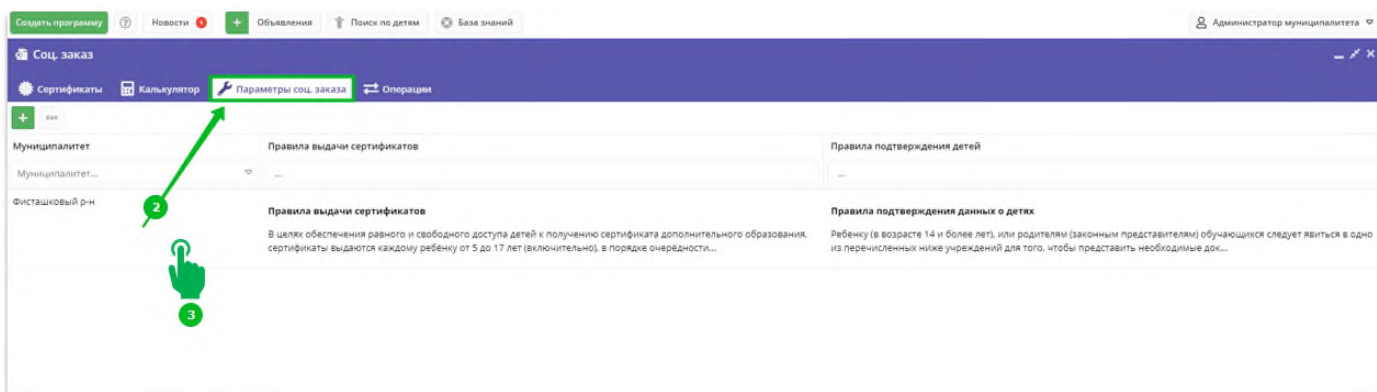 Создать программу ? Новости + Объявления Поиск по детям База знаний Администратор муниципалитета
Соц. заказ
Сертификаты Калькулятор Параметры соц. заказа Операции
+
Муниципалитет Правила выдачи сертификатов Правила подтверждения детей
Муниципалитет... ... ...
Фисташковый р-н
2
Правила выдачи сертификатов Правила подтверждения данных о детях
В целях обеспечения равного и свободного доступа детей к получению сертификата дополнительного образования, Ребенку (в возрасте 14 и более лет), или родителям (законным представителям) обучающихся следует явиться в одно
сертификаты выдаются каждому ребёнку от 5 до 17 лет (включительно), в порядке очерёдности... из перечисленных ниже учреждений для того, чтобы представить необходимые док...
3